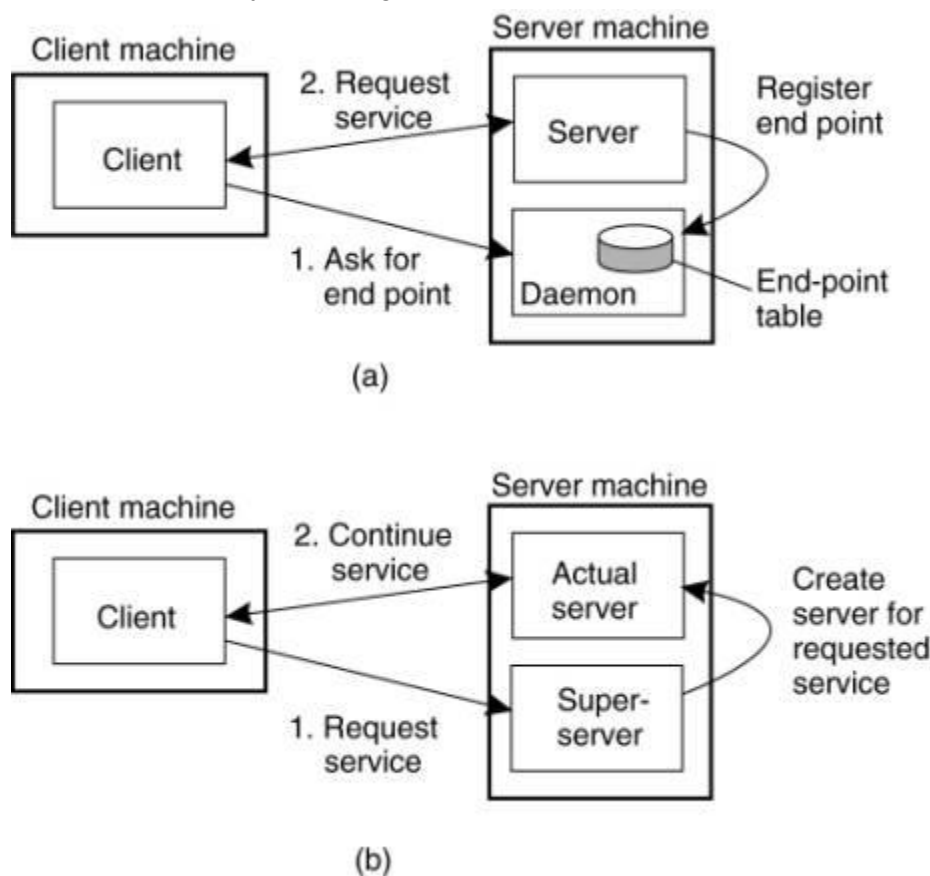 Client machine
Server machine
2. Request
service
Register
end point
Client
Server
1. Ask for
end point
Daemon
End-point
table
(a)
Client machine
Server machine
2. Continue
service
Actual
server
Create
server for
requested
service
Client
1. Request
service
Super-
server
(b)